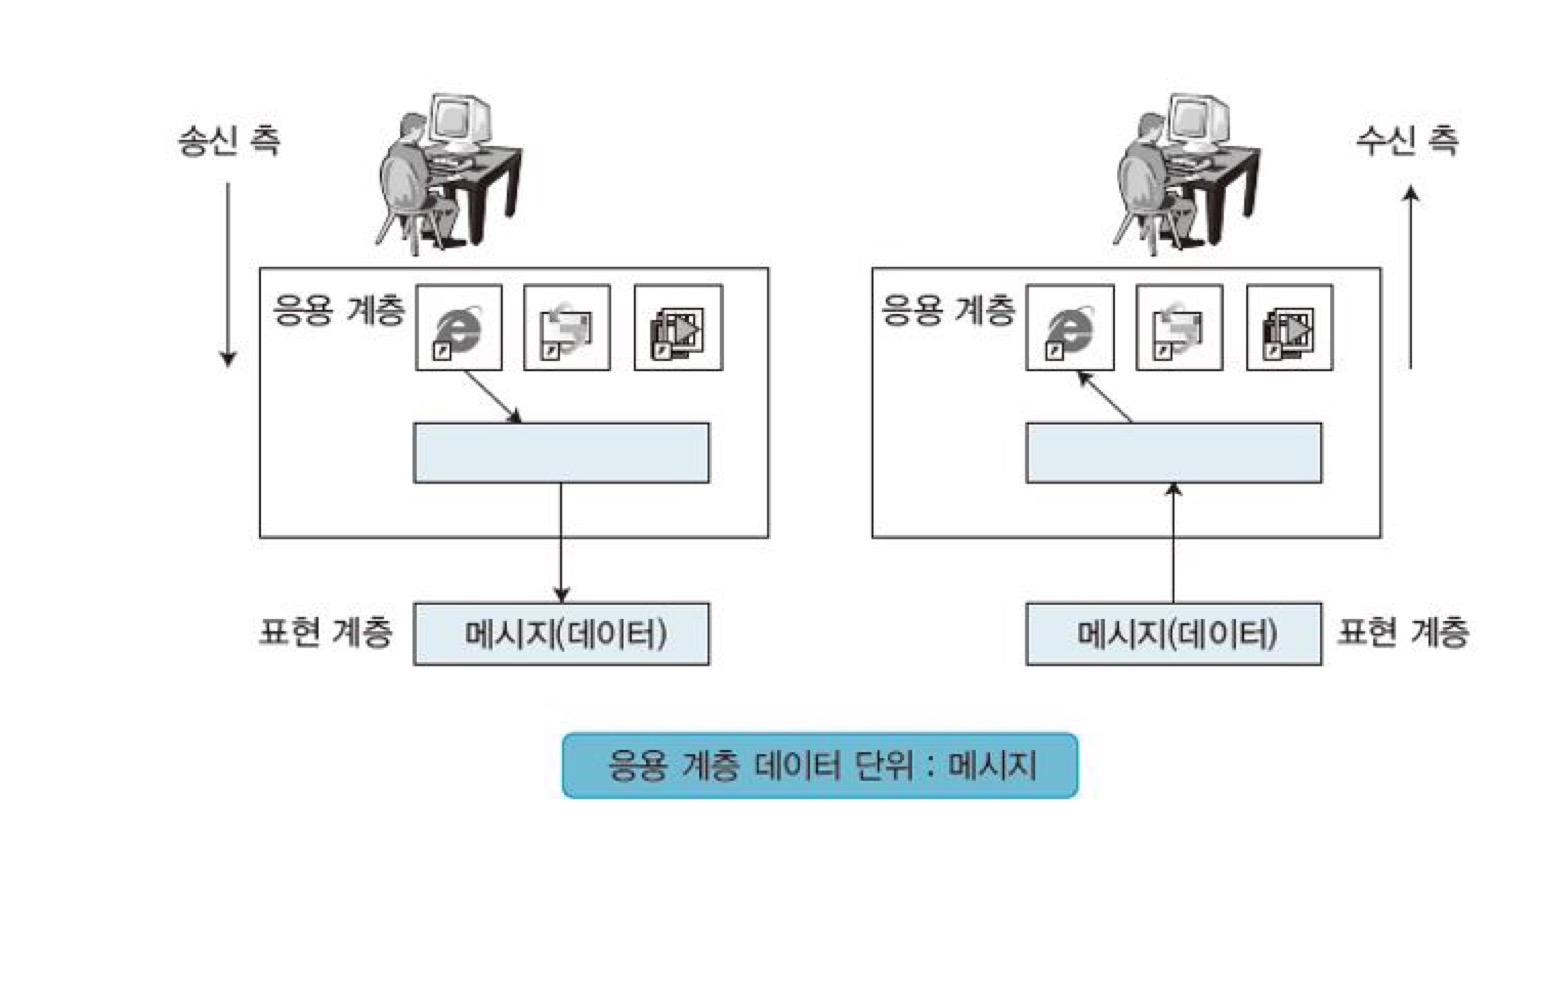 송신 측
수신 측
응용 계층
응용 계층
표현 계층
메시지(데이터)
메시지(데이터)
표현 계층
응용 계층 데이터 단위 : 메시지